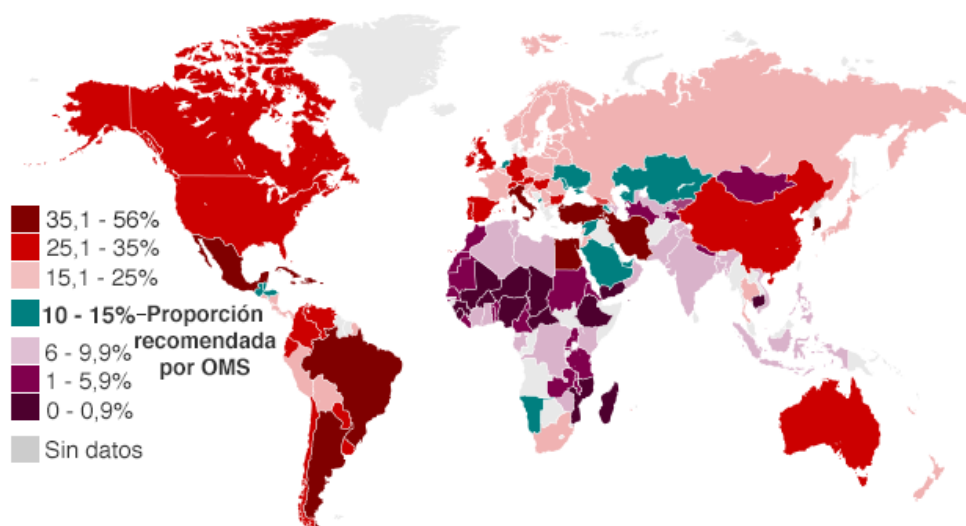 35,1 - 56%
25,1 - 35%
15,1 - 25%
10 - 15%-Proporción
recomendada
por OMS
6 - 9,9%
1 - 5,9%
0 - 0,9%
Sin datos